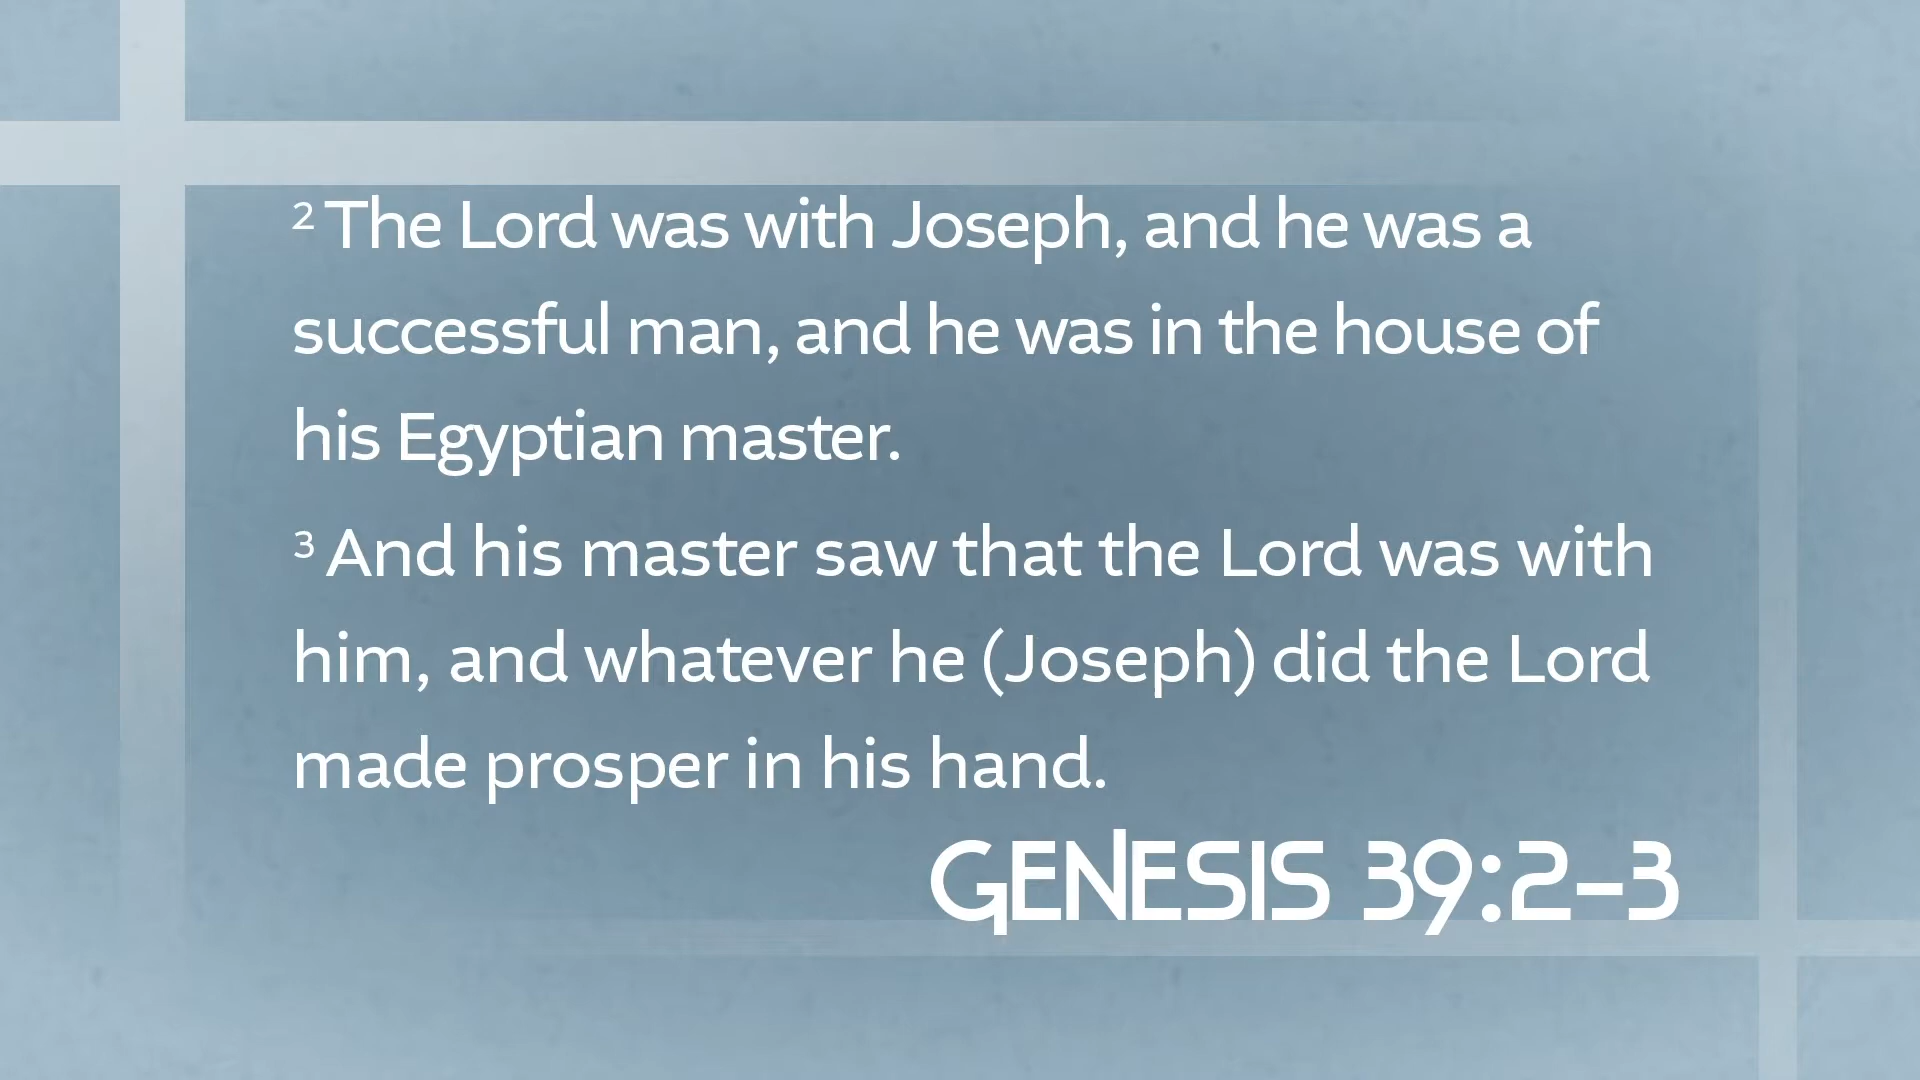 ² The Lord was with Joseph, and he was a
successful man, and he was in the house of
his Egyptian master.
³ And his master saw that the Lord was with
him, and whatever he (Joseph) did the Lord
made prosper in his hand.
GENESIS 39:2-3